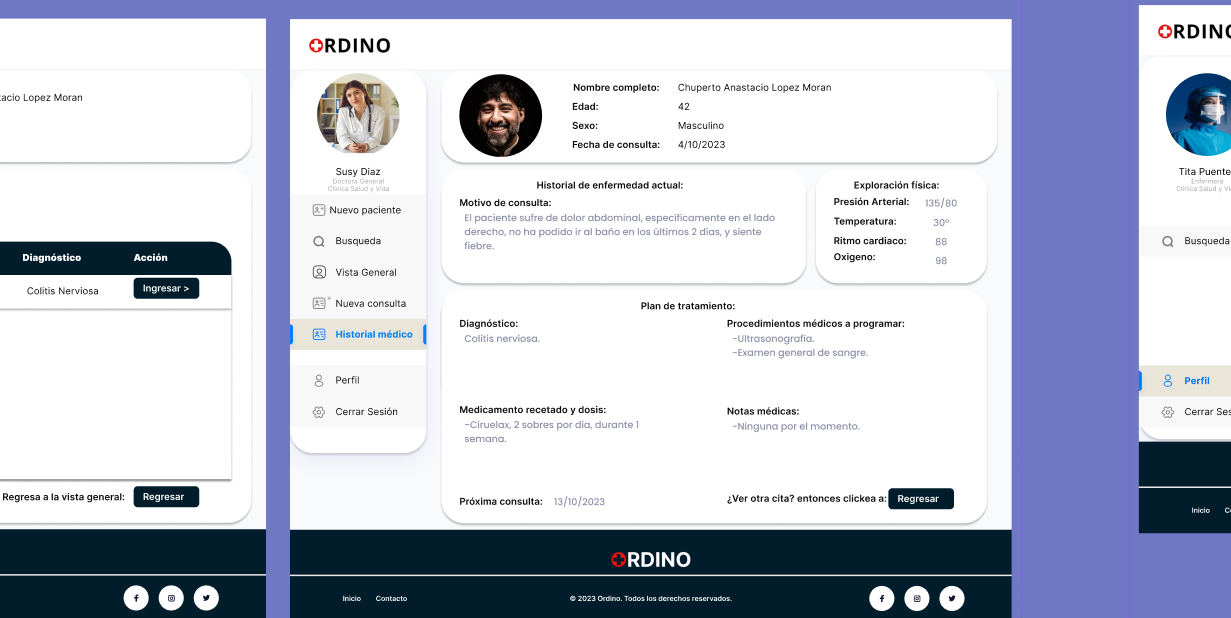 acio Lopez Moran
Diagnóstico
Acción
Colitis Nerviosa
Ingresar >
Regresa a la vista general:
Regresar
ORDINO
Susy Diaz
Doctora General
Clínica Salud y Vida
Nuevo paciente
Busqueda
Vista General
Nueva consulta
Historial médico
Perfil
Cerrar Sesión
Nombre completo: Chuperto Anastacio Lopez Moran
Edad: 42
Sexo: Masculino
Fecha de consulta: 4/10/2023
Historial de enfermedad actual:
Motivo de consulta:
El paciente sufre de dolor abdominal, especificamente en el lado
derecho, no ha podido ir al baño en los últimos 2 días, y siente
fiebre.
Exploración física:
Presión Arterial: 135/80
Temperatura: 30°
Ritmo cardiaco: 88
Oxigeno: 98
Plan de tratamiento:
Diagnóstico:
Colitis nerviosa.
Procedimientos médicos a programar:
-Ultrasonografía.
-Examen general de sangre.
Medicamento recetado y dosis:
-Ciruelax, 2 sobres por día, durante 1
semana.
Notas médicas:
-Ninguna por el momento.
Próxima consulta: 13/10/2023
¿Ver otra cita? entonces clickea a: Regresar
ORDINO
Inicio Contacto
© 2023 Ordino. Todos los derechos reservados.
ORDINO
Tita Puente
Enfermera
Clínica Salud y Vi
Busqueda
Perfil
Cerrar Ses
Inicio Co